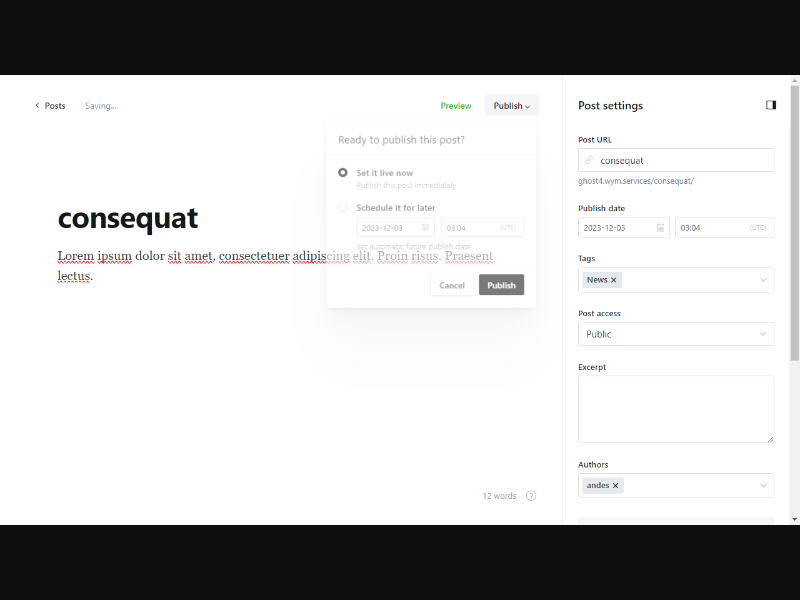 Posts
Saving...
Preview
Publish
Ready to publish this post?
Set it live now
Publish this post immediately
Schedule it for later
2023-12-03
03:04
(UTC)
Set automatic future publish date
Cancel
Publish
consequat
Lorem ipsum dolor sit amet, consectetuer adipiscing elit. Proin risus. Praesent
lectus.
12 words
?
Post settings
Post URL
consequat
ghost4.wym.services/consequat/
Publish date
2023-12-03
03:04
(UTC)
Tags
News ×
Post access
Public
Excerpt
Authors
andes ×